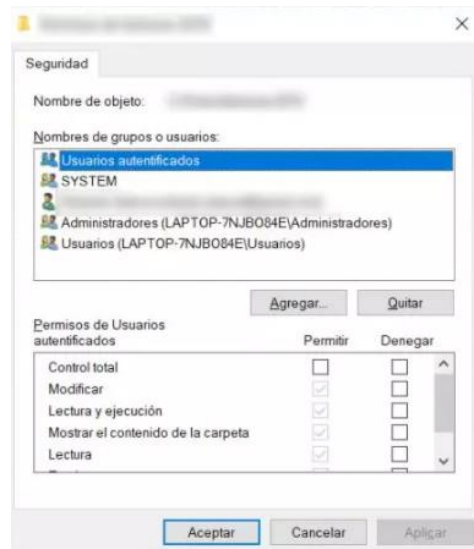 Seguridad
Nombre de objeto:
Nombres de grupos o usuarios:
Usuarios autentificados
SYSTEM
Administradores (LAPTOP-7NJBO84E\Administradores)
Usuarios (LAPTOP-7NJBO84E\Usuarios)
Agregar... Quitar
Permisos de Usuarios
autentificados Permitir Denegar
Control total
Modificar
Lectura y ejecución
Mostrar el contenido de la carpeta
Lectura
Aceptar Cancelar Aplicar